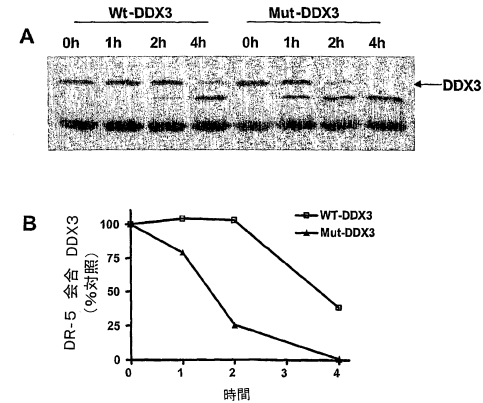 Wt-DDX3 Mut-DDX3
A
0h 1h 2h 4h 0h 1h 2h 4h
DDX3
B
WT-DDX3
Mut-DDX3
DR-5 会合 DDX3
(%対照)
100
75
50
25
0
0 1 2 3 4
時間